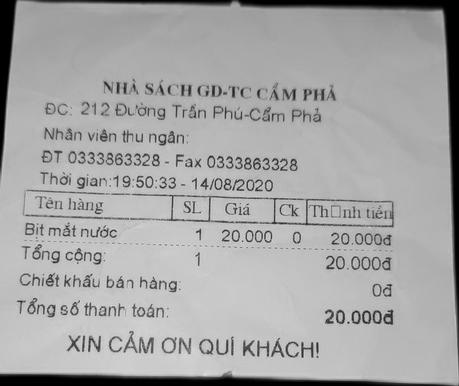 NHÀ SÁCH GD-TC CẨM PHẢ
ĐC: 212 Đường Trần Phú-Cẩm Phả
Nhân viên thu ngân:
ĐT 0333863328 - Fax 0333863328
Thời gian:19:50:33 - 14/08/2020
Tên hàng SL Giá Ck Th□nh tiền
Bịt mắt nước 1 20.000 0 20.000đ
Tổng cộng: 1 20.000đ
Chiết khấu bán hàng: 0đ
Tổng số thanh toán: 20.000đ
XIN CẢM ƠN QUÍ KHÁCH!